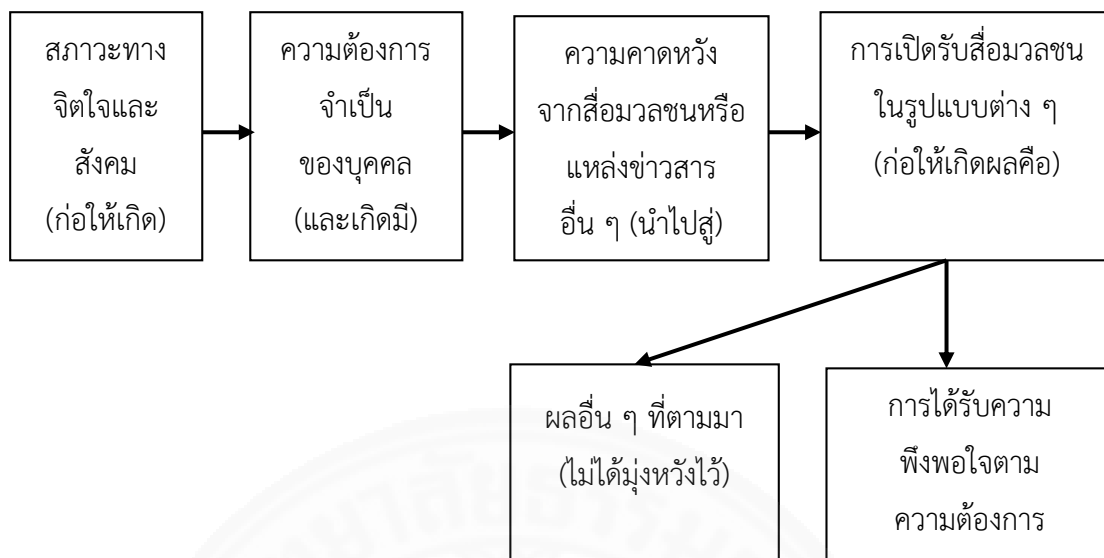 สภาวะทาง
จิตใจและ
สังคม
(ก่อให้เกิด)
ความต้องการ
จำเป็น
ของบุคคล
(และเกิดมี)
ความคาดหวัง
จากสื่อมวลชนหรือ
แหล่งข่าวสาร
อื่น ๆ (นำไปสู่)
การเปิดรับสื่อมวลชน
ในรูปแบบต่าง ๆ
(ก่อให้เกิดผลคือ)
ผลอื่น ๆ ที่ตามมา
(ไม่ได้มุ่งหวังไว้)
การได้รับความ
พึงพอใจตาม
ความต้องการ